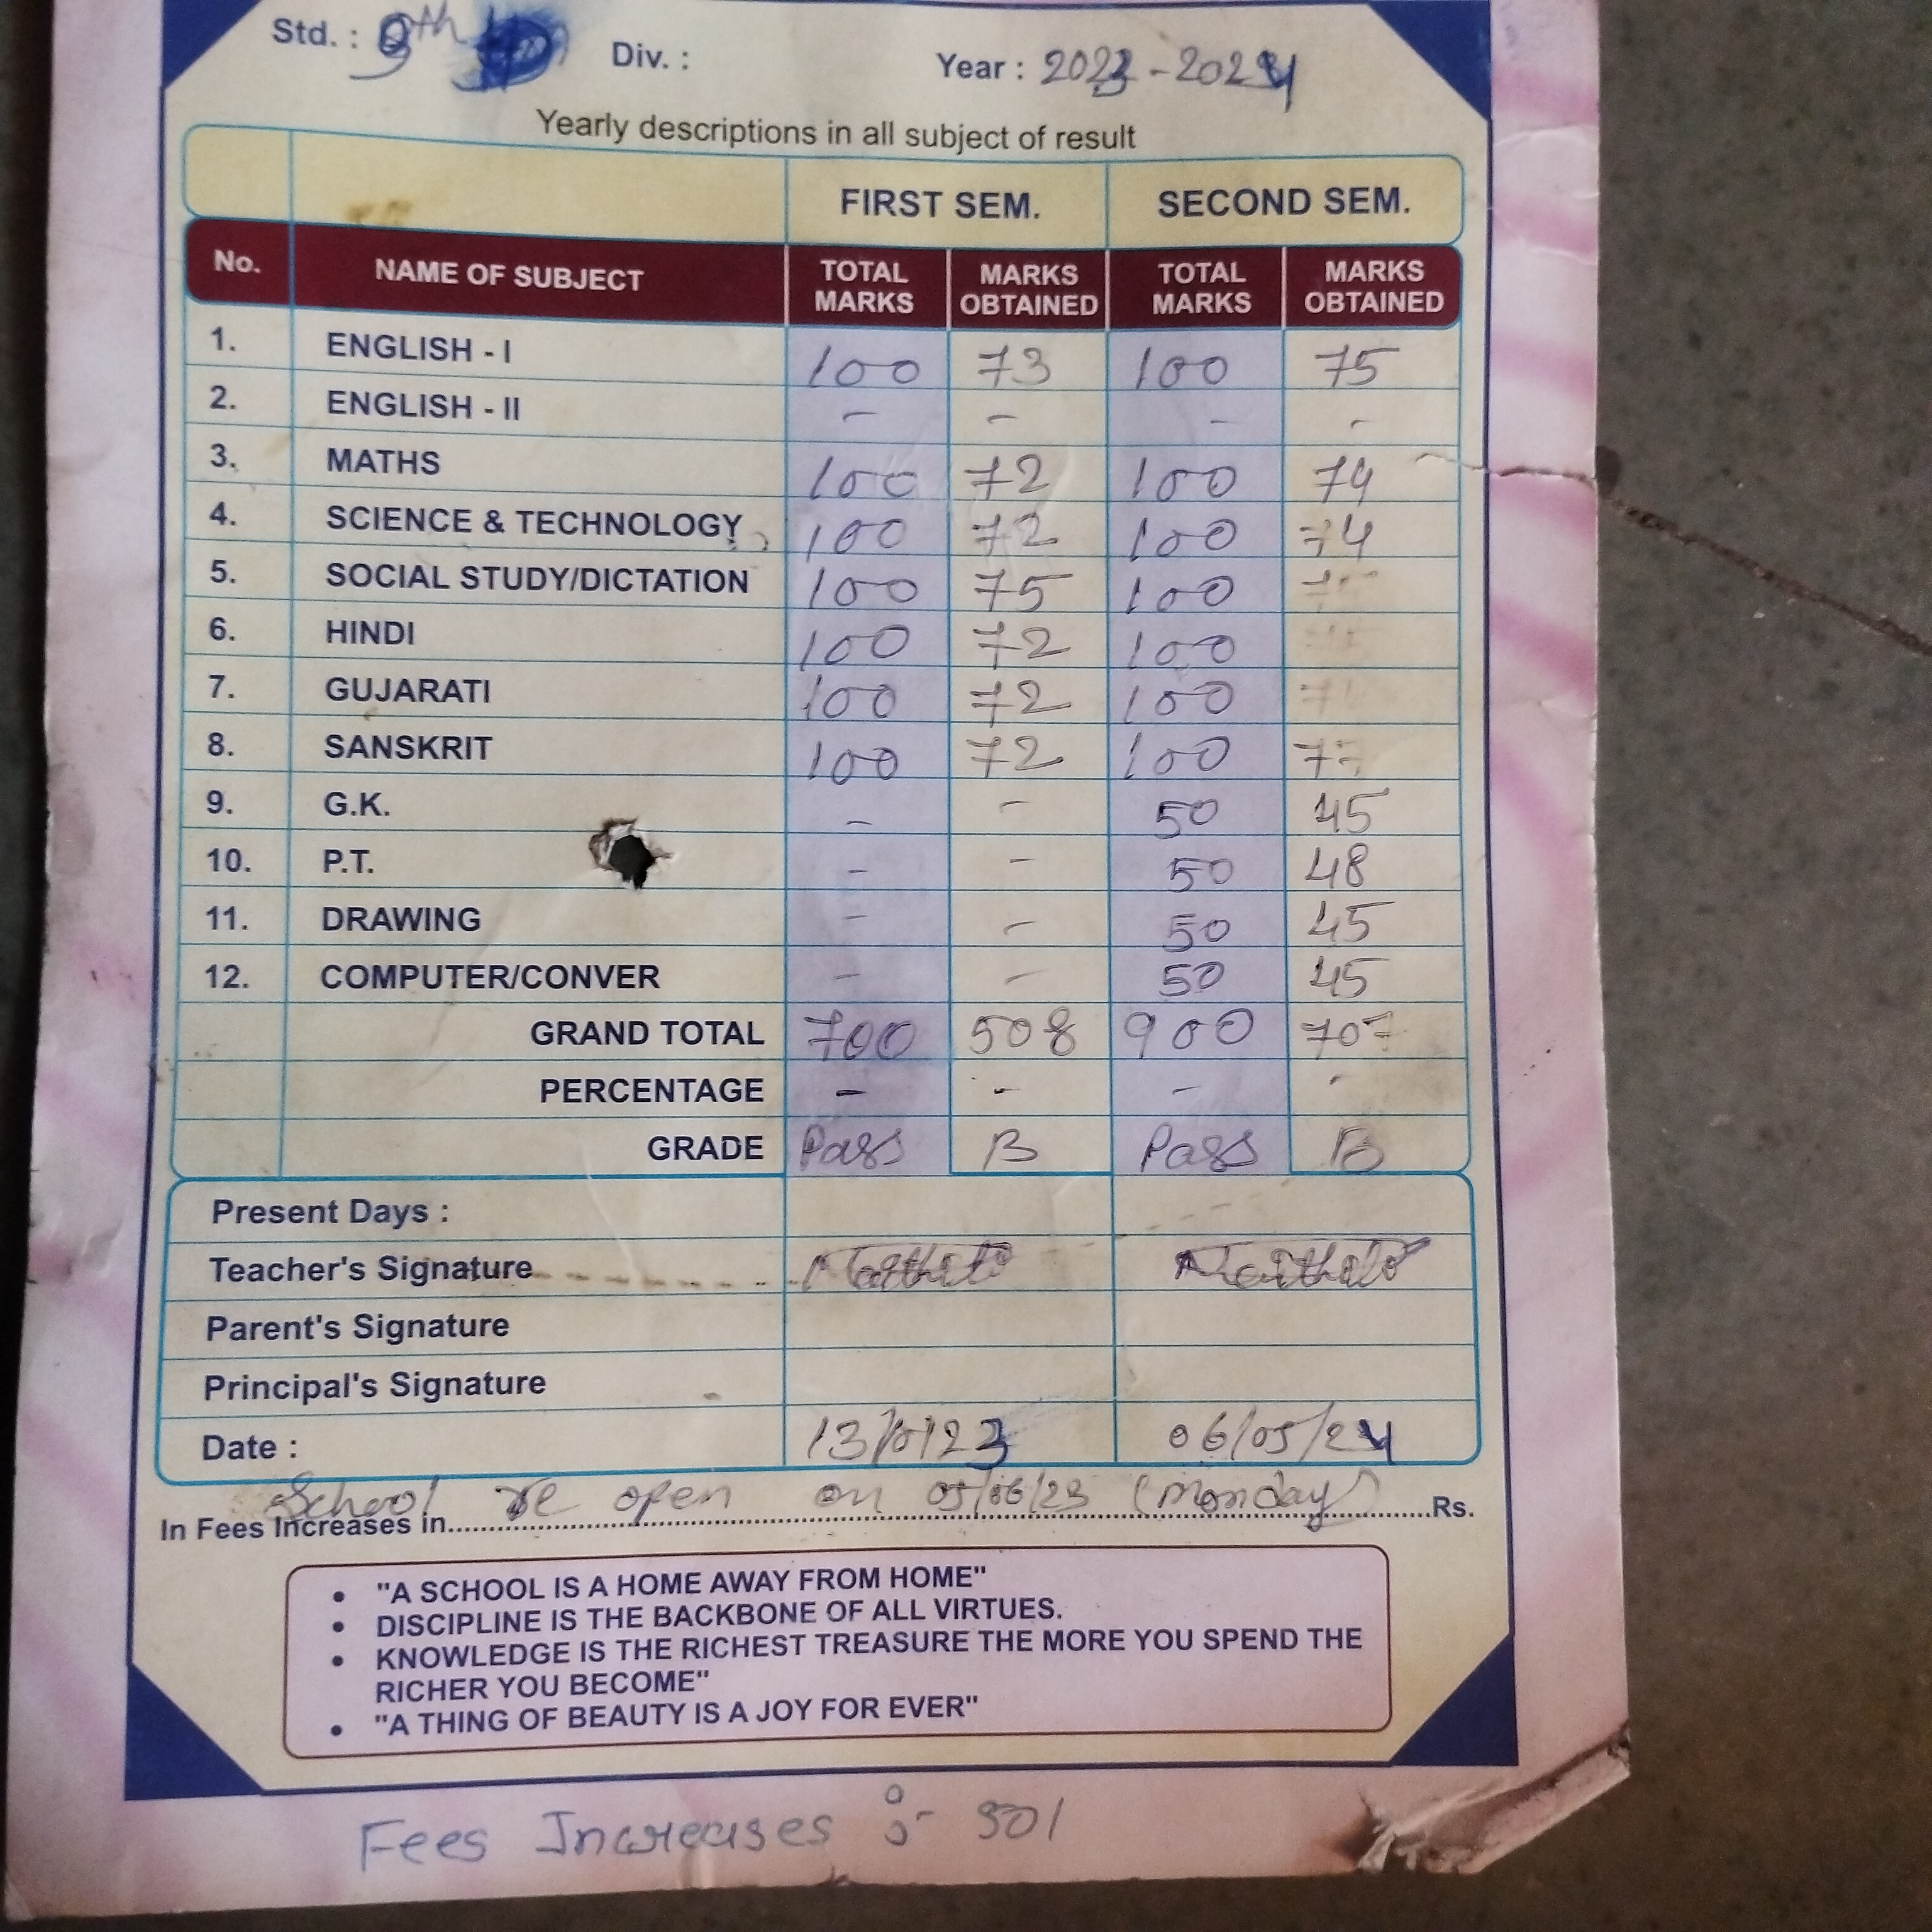 Std. : 9th Div. : Year : 2023 - 2024
Yearly descriptions in all subject of result
FIRST SEM. SECOND SEM.
No. NAME OF SUBJECT TOTAL MARKS MARKS OBTAINED TOTAL MARKS MARKS OBTAINED
1. ENGLISH - I 100 73 100 75
2. ENGLISH - II - - - -
3. MATHS 100 72 100 74
4. SCIENCE & TECHNOLOGY 100 72 100 74
5. SOCIAL STUDY/DICTATION 100 75 100
6. HINDI 100 72 100
7. GUJARATI 100 72 100
8. SANSKRIT 100 72 100
9. G.K. - - 50 45
10. P.T. - - 50 48
11. DRAWING - - 50 45
12. COMPUTER/CONVER - - 50 45
GRAND TOTAL 700 508 900
PERCENTAGE - - - -
GRADE Pass B Pass B
Present Days :
Teacher's Signature
Parent's Signature
Principal's Signature
Date : 06/05/24
School re open on 05/06/23 (Monday)
In Fees Increases in Rs.
• "A SCHOOL IS A HOME AWAY FROM HOME"
• DISCIPLINE IS THE BACKBONE OF ALL VIRTUES.
• KNOWLEDGE IS THE RICHEST TREASURE THE MORE YOU SPEND THE
RICHER YOU BECOME"
• "A THING OF BEAUTY IS A JOY FOR EVER"
Fees Increases :-